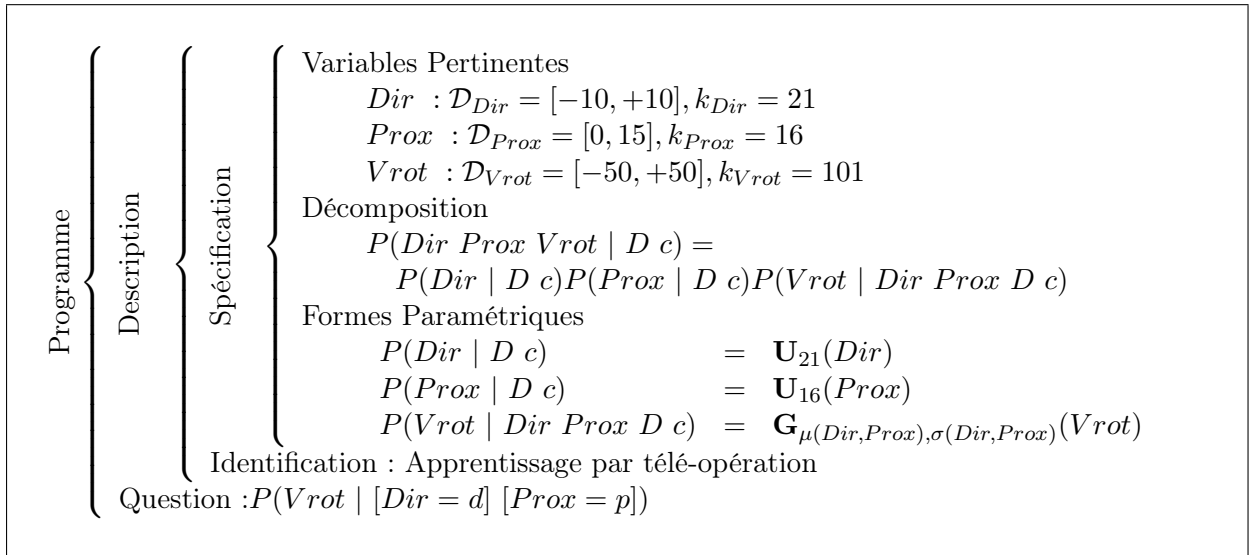 Programme
Description
Spécification
Variables Pertinentes
Dir : D_Dir = [−10, +10], k_Dir = 21
Prox : D_Prox = [0, 15], k_Prox = 16
Vrot : D_Vrot = [−50, +50], k_Vrot = 101
Décomposition
P(Dir Prox Vrot | D c) =
P(Dir | D c)P(Prox | D c)P(Vrot | Dir Prox D c)
Formes Paramétriques
P(Dir | D c) = U_21(Dir)
P(Prox | D c) = U_16(Prox)
P(Vrot | Dir Prox D c) = G_μ(Dir,Prox),σ(Dir,Prox)(Vrot)
Identification : Apprentissage par télé-opération
Question :P(Vrot | [Dir = d] [Prox = p])